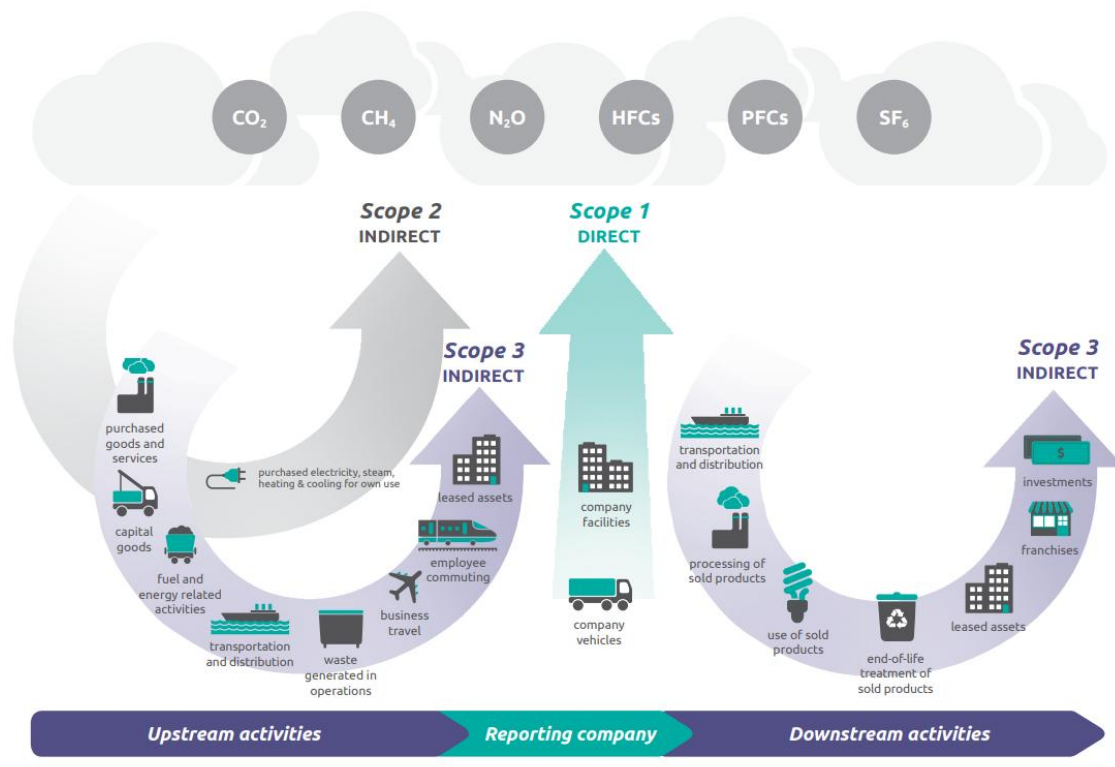 CO₂
CH₄
N₂O
HFCs
PFCs
SF₆
Scope 2
INDIRECT
Scope 1
DIRECT
Scope 3
INDIRECT
Scope 3
INDIRECT
purchased
goods and
services
capital
goods
fuel and
energy related
activities
transportation
and distribution
waste
generated in
operations
business
travel
employee
commuting
leased assets
purchased electricity, steam,
heating & cooling for own use
company
facilities
company
vehicles
transportation
and distribution
processing of
sold products
use of sold
products
end-of-life
treatment of
sold products
leased assets
franchises
$
investments
Upstream activities
Reporting company
Downstream activities